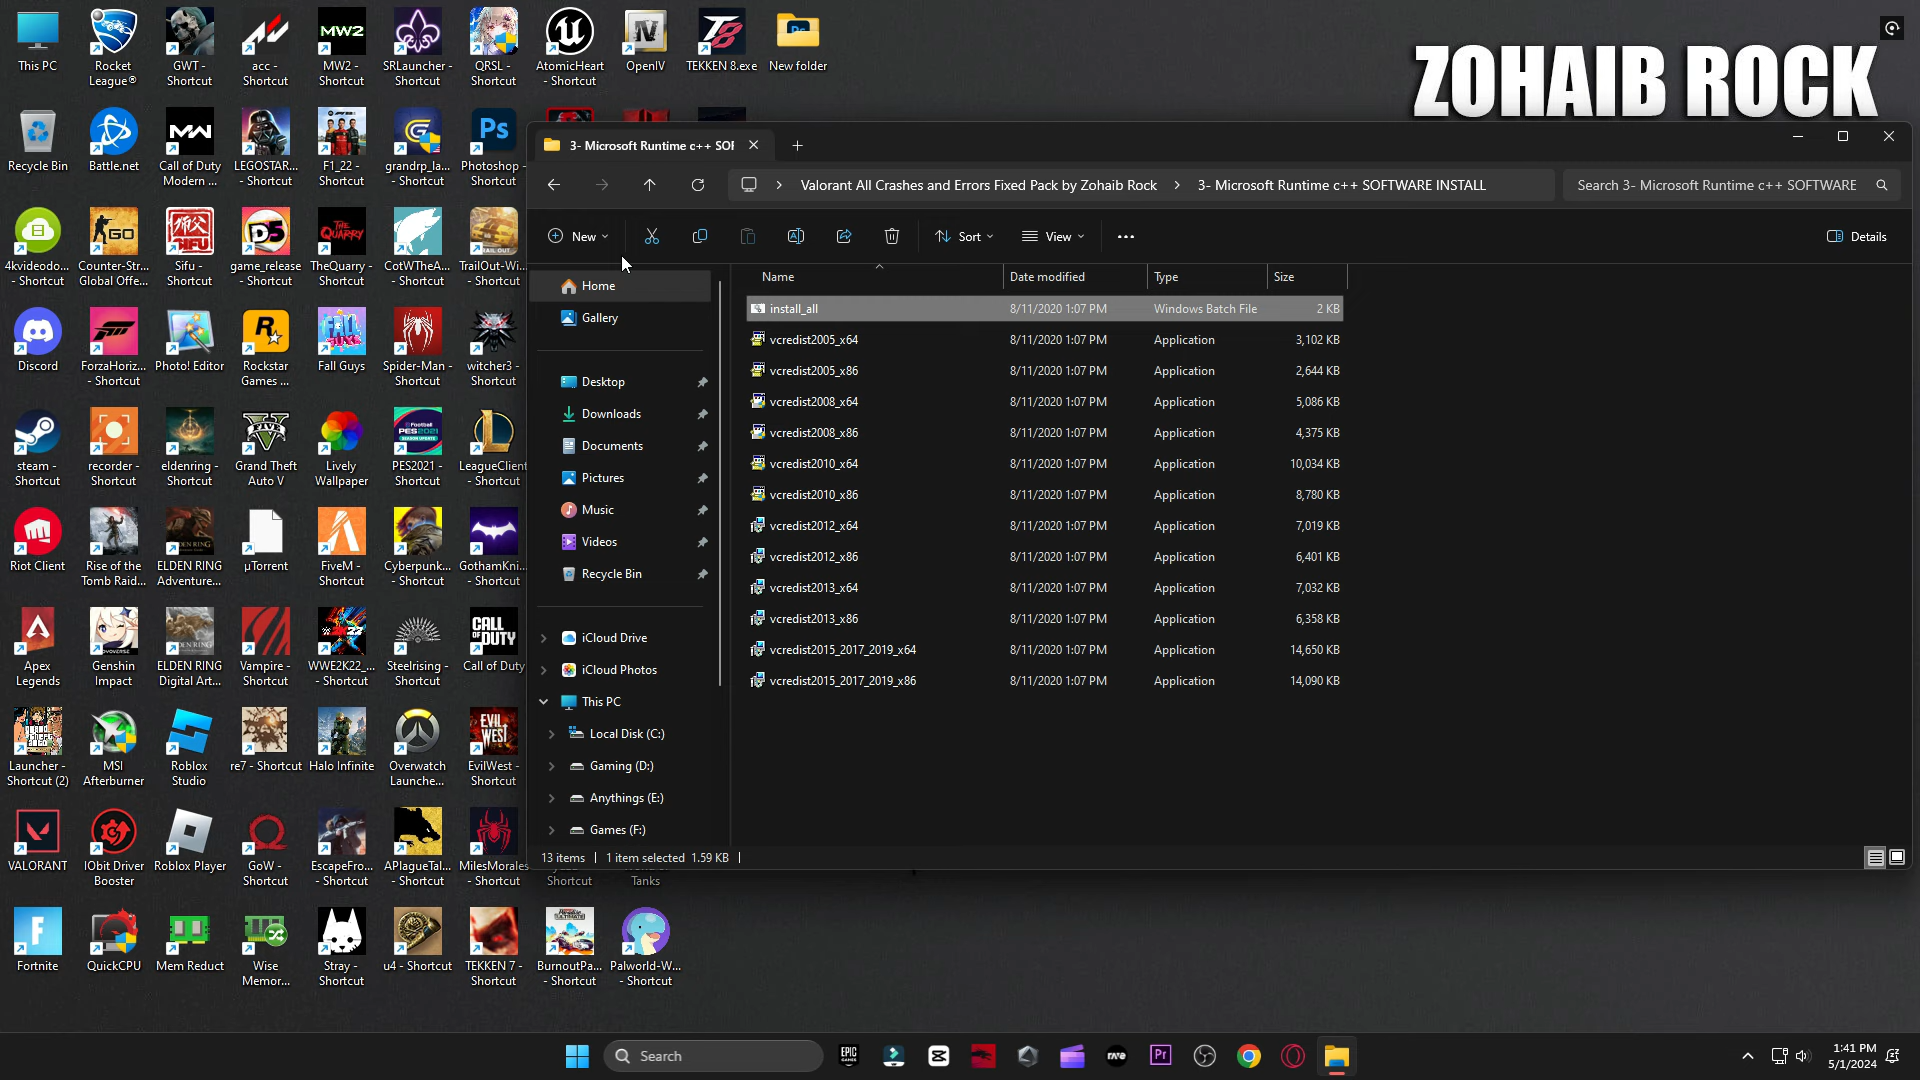 This PC
Rocket
League®
GWT -
Shortcut
acc -
Shortcut
MW2
MW2 -
Shortcut
SRLauncher -
Shortcut
QRSL -
Shortcut
AtomicHeart
- Shortcut
OpenIV
TEKKEN 8.exe
New folder
ZOHAIB ROCK
Recycle Bin
Battle.net
Call of Duty
Modern ...
LEGOSTAR...
- Shortcut
F1_22 -
Shortcut
grandrp_la...
- Shortcut
Ps
Photoshop -
Shortcut
3- Microsoft Runtime c++ SOF
Valorant All Crashes and Errors Fixed Pack by Zohaib Rock > 3- Microsoft Runtime c++ SOFTWARE INSTALL
Search 3- Microsoft Runtime c++ SOFTWARE
New
Sort
View
Details
4kvideodo...
- Shortcut
Counter-Str...
Global Offe...
Sifu -
Shortcut
game_release
- Shortcut
TheQuarry -
Shortcut
CotWTheA...
- Shortcut
TrailOut-Wi...
- Shortcut
Home
Gallery
Desktop
Downloads
Documents
Pictures
Music
Videos
Recycle Bin
iCloud Drive
iCloud Photos
This PC
Local Disk (C:)
Gaming (D:)
Anythings (E:)
Games (F:)
Name Date modified Type Size
install_all 8/11/2020 1:07 PM Windows Batch File 2 KB
vcredist2005_x64 8/11/2020 1:07 PM Application 3,102 KB
vcredist2005_x86 8/11/2020 1:07 PM Application 2,644 KB
vcredist2008_x64 8/11/2020 1:07 PM Application 5,086 KB
vcredist2008_x86 8/11/2020 1:07 PM Application 4,375 KB
vcredist2010_x64 8/11/2020 1:07 PM Application 10,034 KB
vcredist2010_x86 8/11/2020 1:07 PM Application 8,780 KB
vcredist2012_x64 8/11/2020 1:07 PM Application 7,019 KB
vcredist2012_x86 8/11/2020 1:07 PM Application 6,401 KB
vcredist2013_x64 8/11/2020 1:07 PM Application 7,032 KB
vcredist2013_x86 8/11/2020 1:07 PM Application 6,358 KB
vcredist2015_2017_2019_x64 8/11/2020 1:07 PM Application 14,650 KB
vcredist2015_2017_2019_x86 8/11/2020 1:07 PM Application 14,090 KB
13 items | 1 item selected 1.59 KB |
Discord
ForzaHoriz...
- Shortcut
Photo! Editor
Rockstar
Games ...
Fall Guys
Spider-Man -
Shortcut
witcher3 -
Shortcut
steam -
Shortcut
recorder -
Shortcut
eldenring -
Shortcut
Grand Theft
Auto V
Lively
Wallpaper
PES2021 -
Shortcut
LeagueClient
- Shortcut
Riot Client
Rise of the
Tomb Raid...
ELDEN RING
Adventure...
µTorrent
FiveM -
Shortcut
Cyberpunk...
- Shortcut
GothamKni...
- Shortcut
Apex
Legends
Genshin
Impact
ELDEN RING
Digital Art...
Vampire -
Shortcut
WWE2K22_...
- Shortcut
Steelrising -
Shortcut
CALL OF DUTY
Call of Duty
Launcher -
Shortcut (2)
MSI
Afterburner
Roblox
Studio
re7 - Shortcut
Halo Infinite
Overwatch
Launche...
EVIL WEST
EvilWest -
Shortcut
VALORANT
IObit Driver
Booster
Roblox Player
GoW -
Shortcut
EscapeFro...
- Shortcut
APlagueTal...
- Shortcut
MilesMorales
- Shortcut
Shortcut
Tanks
Fortnite
QuickCPU
Mem Reduct
Wise
Memor...
Stray -
Shortcut
u4 - Shortcut
TEKKEN 7 -
Shortcut
BurnoutPa...
- Shortcut
Palworld-W...
- Shortcut
Search
EPIC GAMES
Pr
1:41 PM
5/1/2024